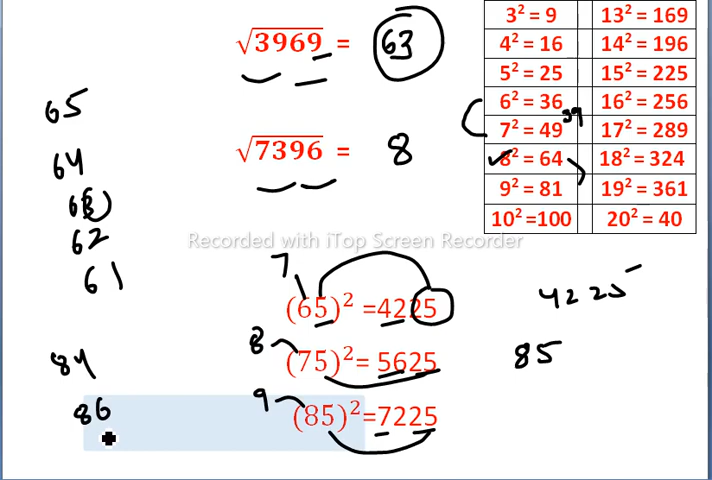 √3969 = 63
√7396 = 8
3² = 9 13² = 169
4² = 16 14² = 196
5² = 25 15² = 225
6² = 36 16² = 256
39
7² = 49 17² = 289
8² = 64 18² = 324
9² = 81 19² = 361
10² =100 20² = 40
65
64
63
62
61
84
86
Recorded with iTop Screen Recorder
7
(65)² =4225
8
(75)² = 5625
9
(85)² =7225
4225
85